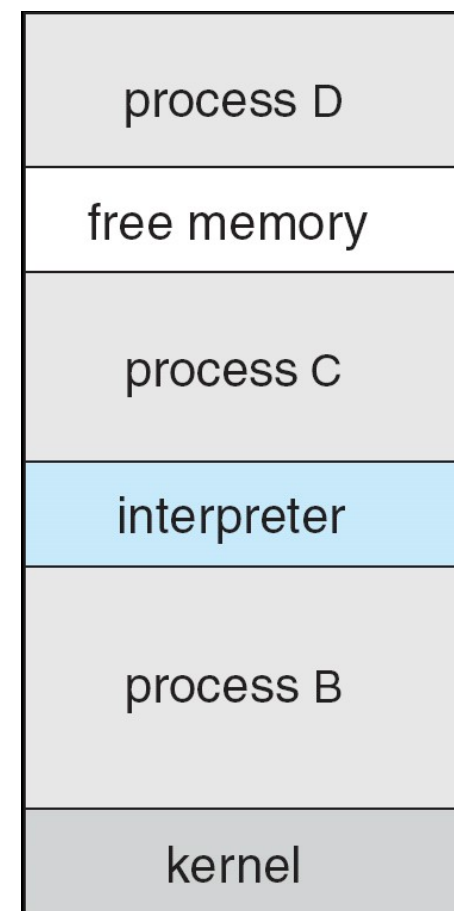 process D
free memory
process C
interpreter
process B
kernel